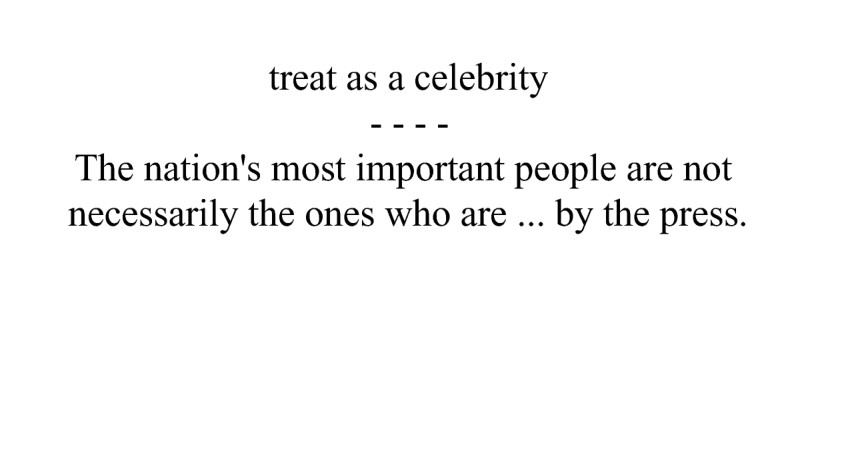 treat as a celebrity
- - - -
The nation's most important people are not
necessarily the ones who are ... by the press.